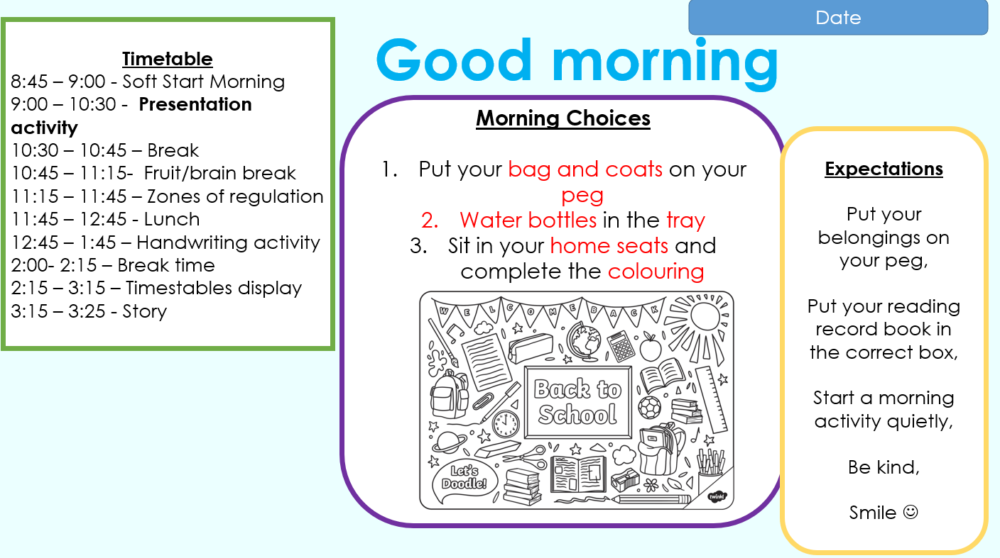 Date
Good morning
Timetable
8:45 – 9:00 - Soft Start Morning
9:00 – 10:30 -  Presentation
activity
10:30 – 10:45 – Break
10:45 – 11:15-  Fruit/brain break
11:15 – 11:45 – Zones of regulation
11:45 – 12:45 - Lunch
12:45 – 1:45 – Handwriting activity
2:00- 2:15 – Break time
2:15 – 3:15 – Timestables display
3:15 – 3:25 - Story
Morning Choices
1. Put your bag and coats on your
peg
2. Water bottles in the tray
3. Sit in your home seats and
complete the colouring
WELCOME BACK
Back to
School
Let's
Doodle!
twinkl
Expectations
Put your
belongings on
your peg,
Put your reading
record book in
the correct box,
Start a morning
activity quietly,
Be kind,
Smile ☺